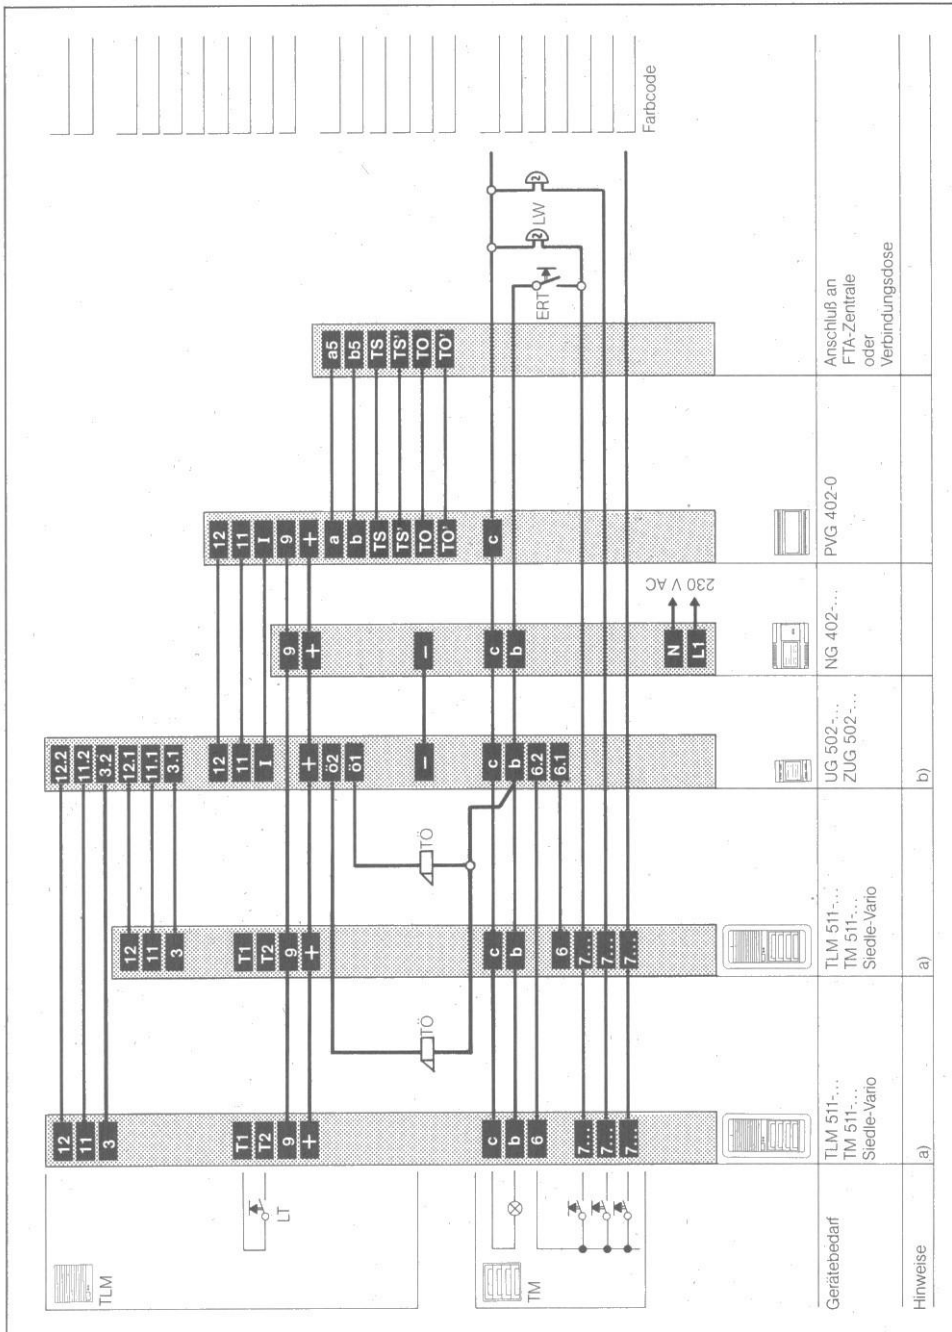 TLM
LT
TM
12
11
3
T1
T2
9
+
c
b
6
7...
7...
7...
TÖ
12
11
3
T1
T2
9
+
c
b
6
7...
7...
7...
TÖ
12.2
11.2
3.2
12.1
11.1
3.1
12
11
I
+
ö2
ö1
–
c
b
6.2
6.1
9
+
–
c
b
N
L1
230 V AC
12
11
I
9
+
a
b
TS
TS'
TO
TO'
c
a5
b5
TS
TS'
TO
TO'
ERT
LW
Farbcode
Gerätebedarf
TLM 511-...
TM 511-...
Siedle-Vario
TLM 511-...
TM 511-...
Siedle-Vario
UG 502-...
ZUG 502-...
NG 402-...
PVG 402-0
Anschluß an
FTA-Zentrale
oder
Verbindungsdose
Hinweise
a)
a)
b)